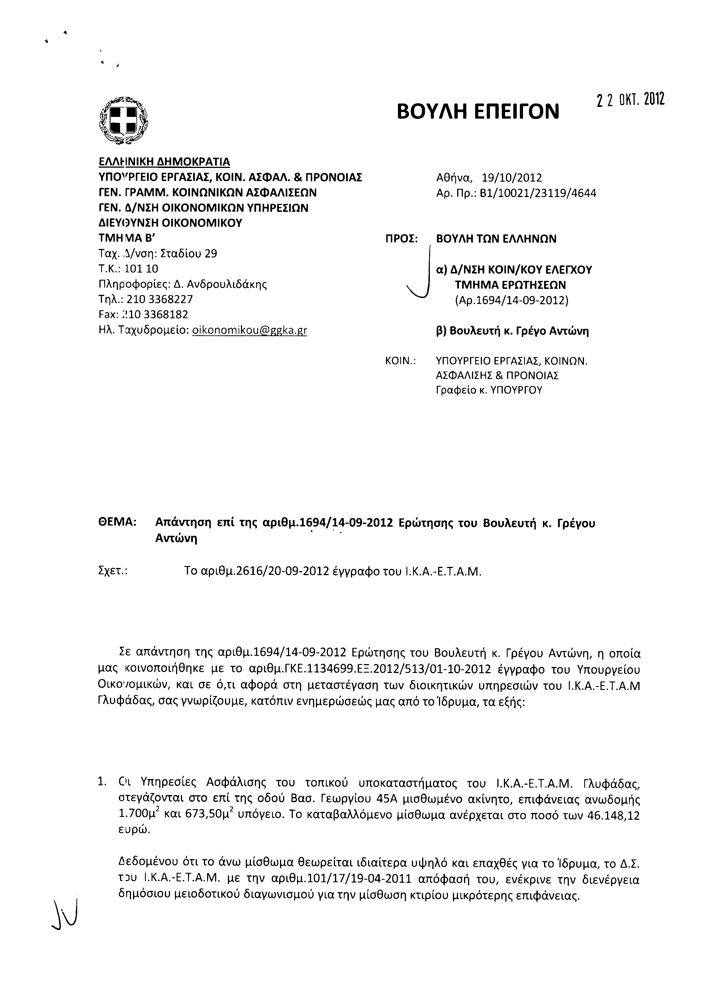 22 ΟΚΤ. 2012
ΒΟΥΛΗ ΕΠΕΙΓΟΝ
ΕΛΛΗΝΙΚΗ ΔΗΜΟΚΡΑΤΙΑ
ΥΠΟΥΡΓΕΙΟ ΕΡΓΑΣΙΑΣ, ΚΟΙΝ. ΑΣΦΑΛ. & ΠΡΟΝΟΙΑΣ
ΓΕΝ. ΓΡΑΜΜ. ΚΟΙΝΩΝΙΚΩΝ ΑΣΦΑΛΙΣΕΩΝ
ΓΕΝ. Δ/ΝΣΗ ΟΙΚΟΝΟΜΙΚΩΝ ΥΠΗΡΕΣΙΩΝ
ΔΙΕΥΘΥΝΣΗ ΟΙΚΟΝΟΜΙΚΟΥ
ΤΜΗΜΑ Β'
Ταχ. Δ/νση: Σταδίου 29
Τ.Κ.: 101 10
Πληροφορίες: Δ. Ανδρουλιδάκης
Τηλ.: 210 3368227
Fax: 210 3368182
Ηλ. Ταχυδρομείο: oikonomikou@ggka.gr
Αθήνα, 19/10/2012
Αρ. Πρ.: Β1/10021/23119/4644
ΠΡΟΣ: ΒΟΥΛΗ ΤΩΝ ΕΛΛΗΝΩΝ
α) Δ/ΝΣΗ ΚΟΙΝ/ΚΟΥ ΕΛΕΓΧΟΥ
ΤΜΗΜΑ ΕΡΩΤΗΣΕΩΝ
(Αρ.1694/14-09-2012)
β) Βουλευτή κ. Γρέγο Αντώνη
ΚΟΙΝ.: ΥΠΟΥΡΓΕΙΟ ΕΡΓΑΣΙΑΣ, ΚΟΙΝΩΝ.
ΑΣΦΑΛΙΣΗΣ & ΠΡΟΝΟΙΑΣ
Γραφείο κ. ΥΠΟΥΡΓΟΥ
ΘΕΜΑ: Απάντηση επί της αριθμ.1694/14-09-2012 Ερώτησης του Βουλευτή κ. Γρέγου
Αντώνη
Σχετ.: Το αριθμ.2616/20-09-2012 έγγραφο του Ι.Κ.Α.-Ε.Τ.Α.Μ.
Σε απάντηση της αριθμ.1694/14-09-2012 Ερώτησης του Βουλευτή κ. Γρέγου Αντώνη, η οποία
μας κοινοποιήθηκε με το αριθμ.ΓΚΕ.1134699.ΕΞ.2012/513/01-10-2012 έγγραφο του Υπουργείου
Οικονομικών, και σε ό,τι αφορά στη μεταστέγαση των διοικητικών υπηρεσιών του Ι.Κ.Α.-Ε.Τ.Α.Μ
Γλυφάδας, σας γνωρίζουμε, κατόπιν ενημερώσεώς μας από το Ίδρυμα, τα εξής:
1. Οι Υπηρεσίες Ασφάλισης του τοπικού υποκαταστήματος του Ι.Κ.Α.-Ε.Τ.Α.Μ. Γλυφάδας,
στεγάζονται στο επί της οδού Βασ. Γεωργίου 45Α μισθωμένο ακίνητο, επιφάνειας ανωδομής
1.700μ² και 673,50μ² υπόγειο. Το καταβαλλόμενο μίσθωμα ανέρχεται στο ποσό των 46.148,12
ευρώ.
Δεδομένου ότι το άνω μίσθωμα θεωρείται ιδιαίτερα υψηλό και επαχθές για το Ίδρυμα, το Δ.Σ.
του Ι.Κ.Α.-Ε.Τ.Α.Μ. με την αριθμ.101/17/19-04-2011 απόφασή του, ενέκρινε την διενέργεια
δημόσιου μειοδοτικού διαγωνισμού για την μίσθωση κτιρίου μικρότερης επιφάνειας.